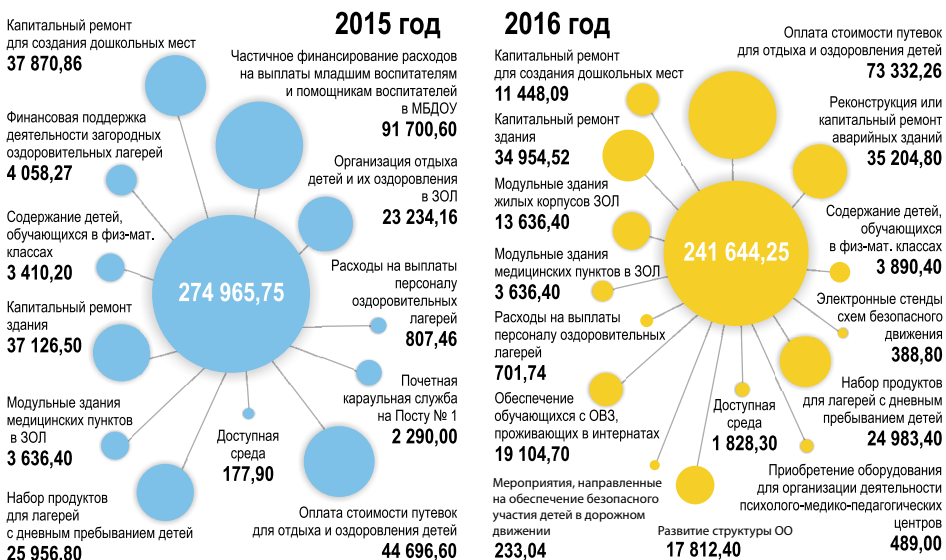 2015 год
Капитальный ремонт
для создания дошкольных мест
37 870,86
Частичное финансирование расходов
на выплаты младшим воспитателям
и помощникам воспитателей
в МБДОУ
91 700,60
Финансовая поддержка
деятельности загородных
оздоровительных лагерей
4 058,27
Организация отдыха
детей и их оздоровления
в ЗОЛ
23 234,16
Содержание детей,
обучающихся в физ-мат.
классах
3 410,20
274 965,75
Расходы на выплаты
персоналу
оздоровительных
лагерей
807,46
Капитальный ремонт
здания
37 126,50
Почетная
караульная служба
на Посту № 1
2 290,00
Модульные здания
медицинских пунктов
в ЗОЛ
3 636,40
Доступная
среда
177,90
Набор продуктов
для лагерей
с дневным пребыванием детей
25 956,80
Оплата стоимости путевок
для отдыха и оздоровления детей
44 696,60
2016 год
Капитальный ремонт
для создания дошкольных мест
11 448,09
Оплата стоимости путевок
для отдыха и оздоровления детей
73 332,26
Капитальный ремонт
здания
34 954,52
Реконструкция или
капитальный ремонт
аварийных зданий
35 204,80
Модульные здания
жилых корпусов ЗОЛ
13 636,40
Содержание детей,
обучающихся
в физ-мат. классах
3 890,40
241 644,25
Модульные здания
медицинских пунктов в ЗОЛ
3 636,40
Электронные стенды
схем безопасного
движения
388,80
Расходы на выплаты
персоналу оздоровительных
лагерей
701,74
Набор продуктов
для лагерей с дневным
пребыванием детей
24 983,40
Обеспечение
обучающихся с ОВЗ,
проживающих в интернатах
19 104,70
Доступная
среда
1 828,30
Приобретение оборудования
для организации деятельности
психолого-медико-педагогических
центров
489,00
Мероприятия, направленные
на обеспечение безопасного
участия детей в дорожном
движении
233,04
Развитие структуры ОО
17 812,40